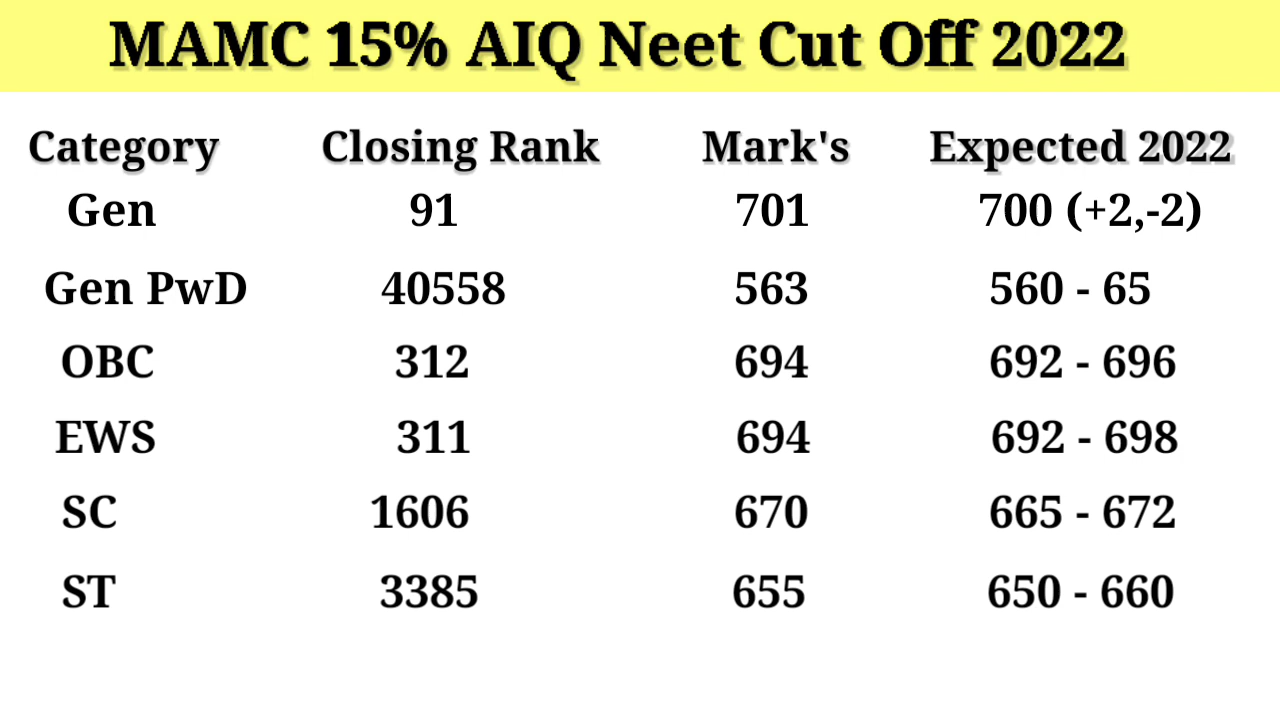 MAMC 15% AIQ Neet Cut Off 2022
Category Closing Rank Mark's Expected 2022
Gen 91 701 700 (+2,-2)
Gen PwD 40558 563 560 - 65
OBC 312 694 692 - 696
EWS 311 694 692 - 698
SC 1606 670 665 - 672
ST 3385 655 650 - 660